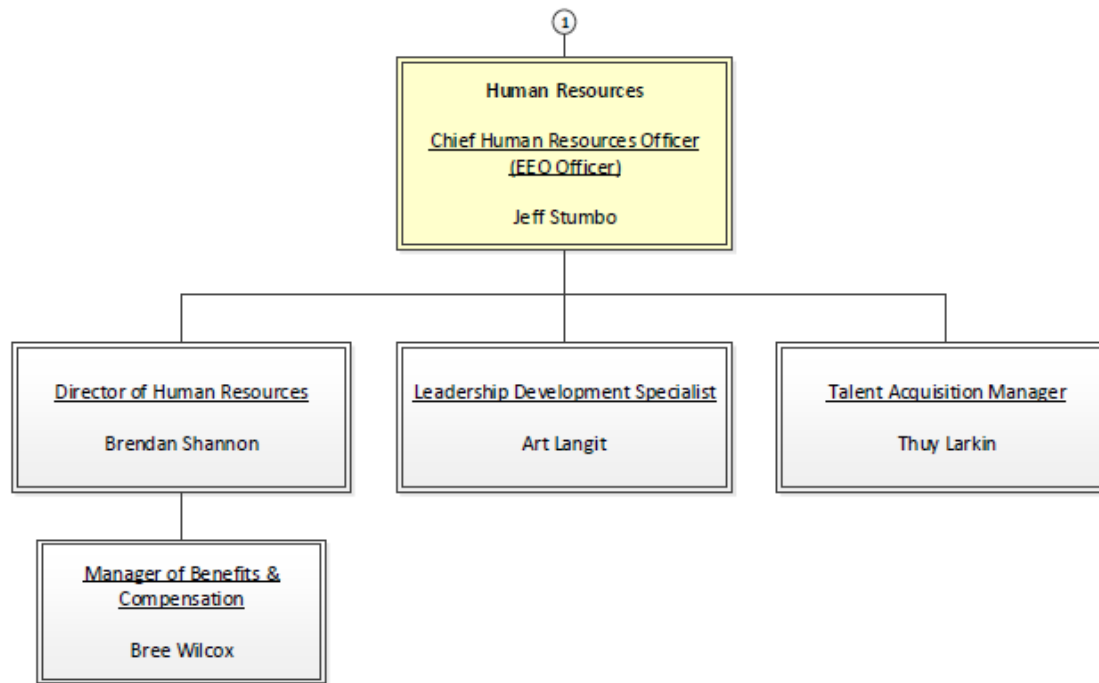 1
Human Resources
Chief Human Resources Officer
(EEO Officer)
Jeff Stumbo
Director of Human Resources
Brendan Shannon
Leadership Development Specialist
Art Langit
Talent Acquisition Manager
Thuy Larkin
Manager of Benefits &
Compensation
Bree Wilcox